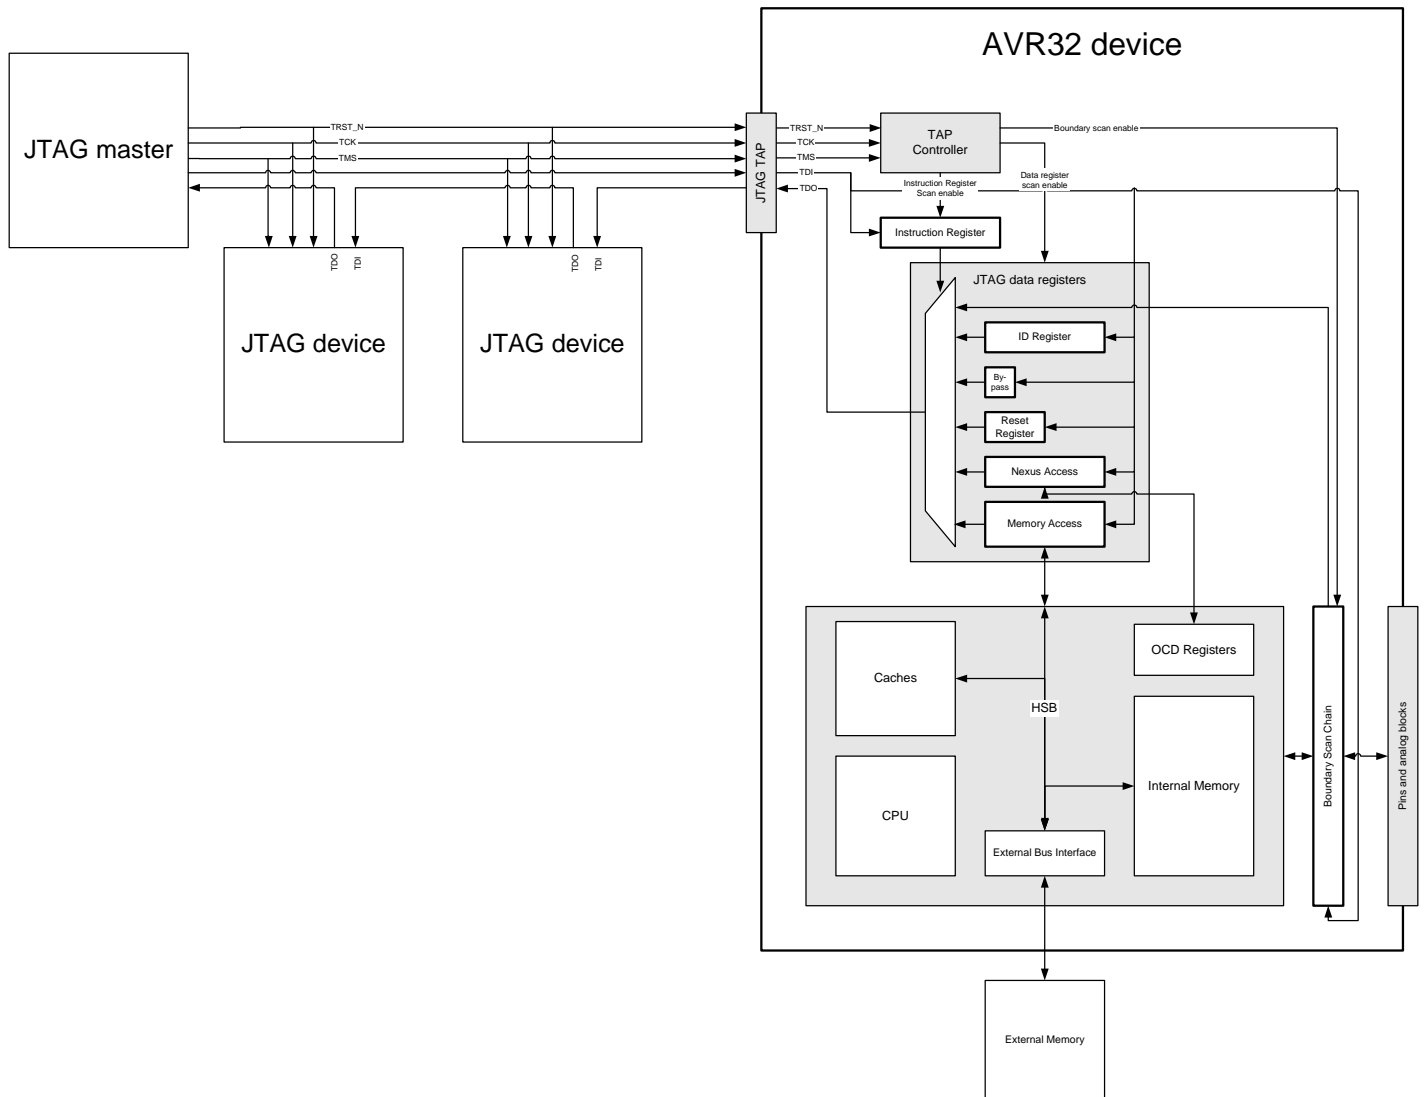 AVR32 device
JTAG master
TRST_N
TCK
TMS
JTAG TAP
TRST_N
TCK
TMS
TDI
TDO
TAP
Controller
Boundary scan enable
Instruction Register
Scan enable
Data register
scan enable
Instruction Register
TDO
TDI
TDO
TDI
JTAG device
JTAG device
JTAG data registers
ID Register
By-
pass
Reset
Register
Nexus Access
Memory Access
Caches
OCD Registers
HSB
CPU
Internal Memory
External Bus Interface
Boundary Scan Chain
Pins and analog blocks
External Memory